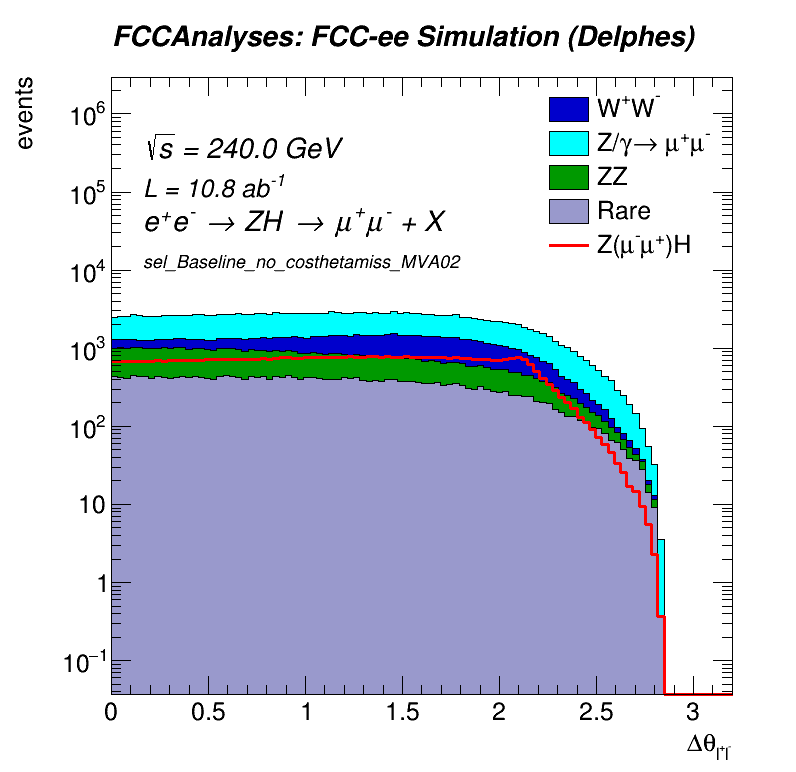 FCCAnalyses: FCC-ee Simulation (Delphes)
events
10⁶
10⁵
10⁴
10³
10²
10
1
10⁻¹
√s = 240.0 GeV
L = 10.8 ab⁻¹
e⁺e⁻ → ZH → μ⁺μ⁻ + X
sel_Baseline_no_costhetamiss_MVA02
W⁺W⁻
Z/γ→ μ⁺μ⁻
ZZ
Rare
Z(μ⁻μ⁺)H
0 0.5 1 1.5 2 2.5 3
Δθ_{l⁺l⁻}